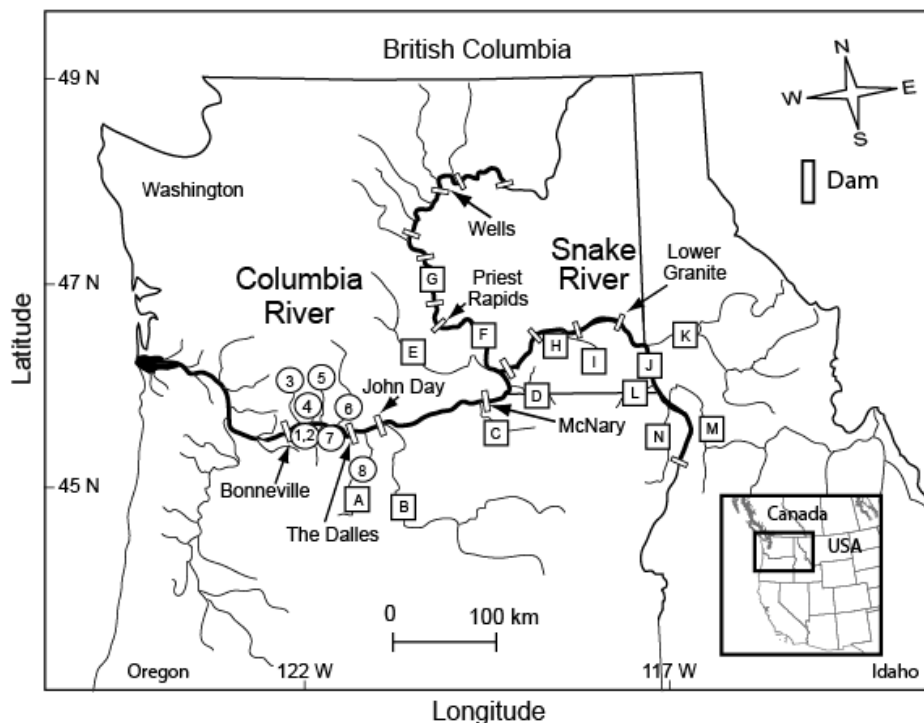 British Columbia
49 N
N
W
E
S
Dam
Washington
Wells
Snake
River
Lower
Granite
Columbia
River
Priest
Rapids
G
47 N
Latitude
F
E
H
I
K
J
L
D
3
5
4
6
John Day
McNary
C
1,2
7
N
M
Bonneville
8
A
B
45 N
The Dalles
Canada
USA
0
100 km
Oregon
122 W
117 W
Idaho
Longitude